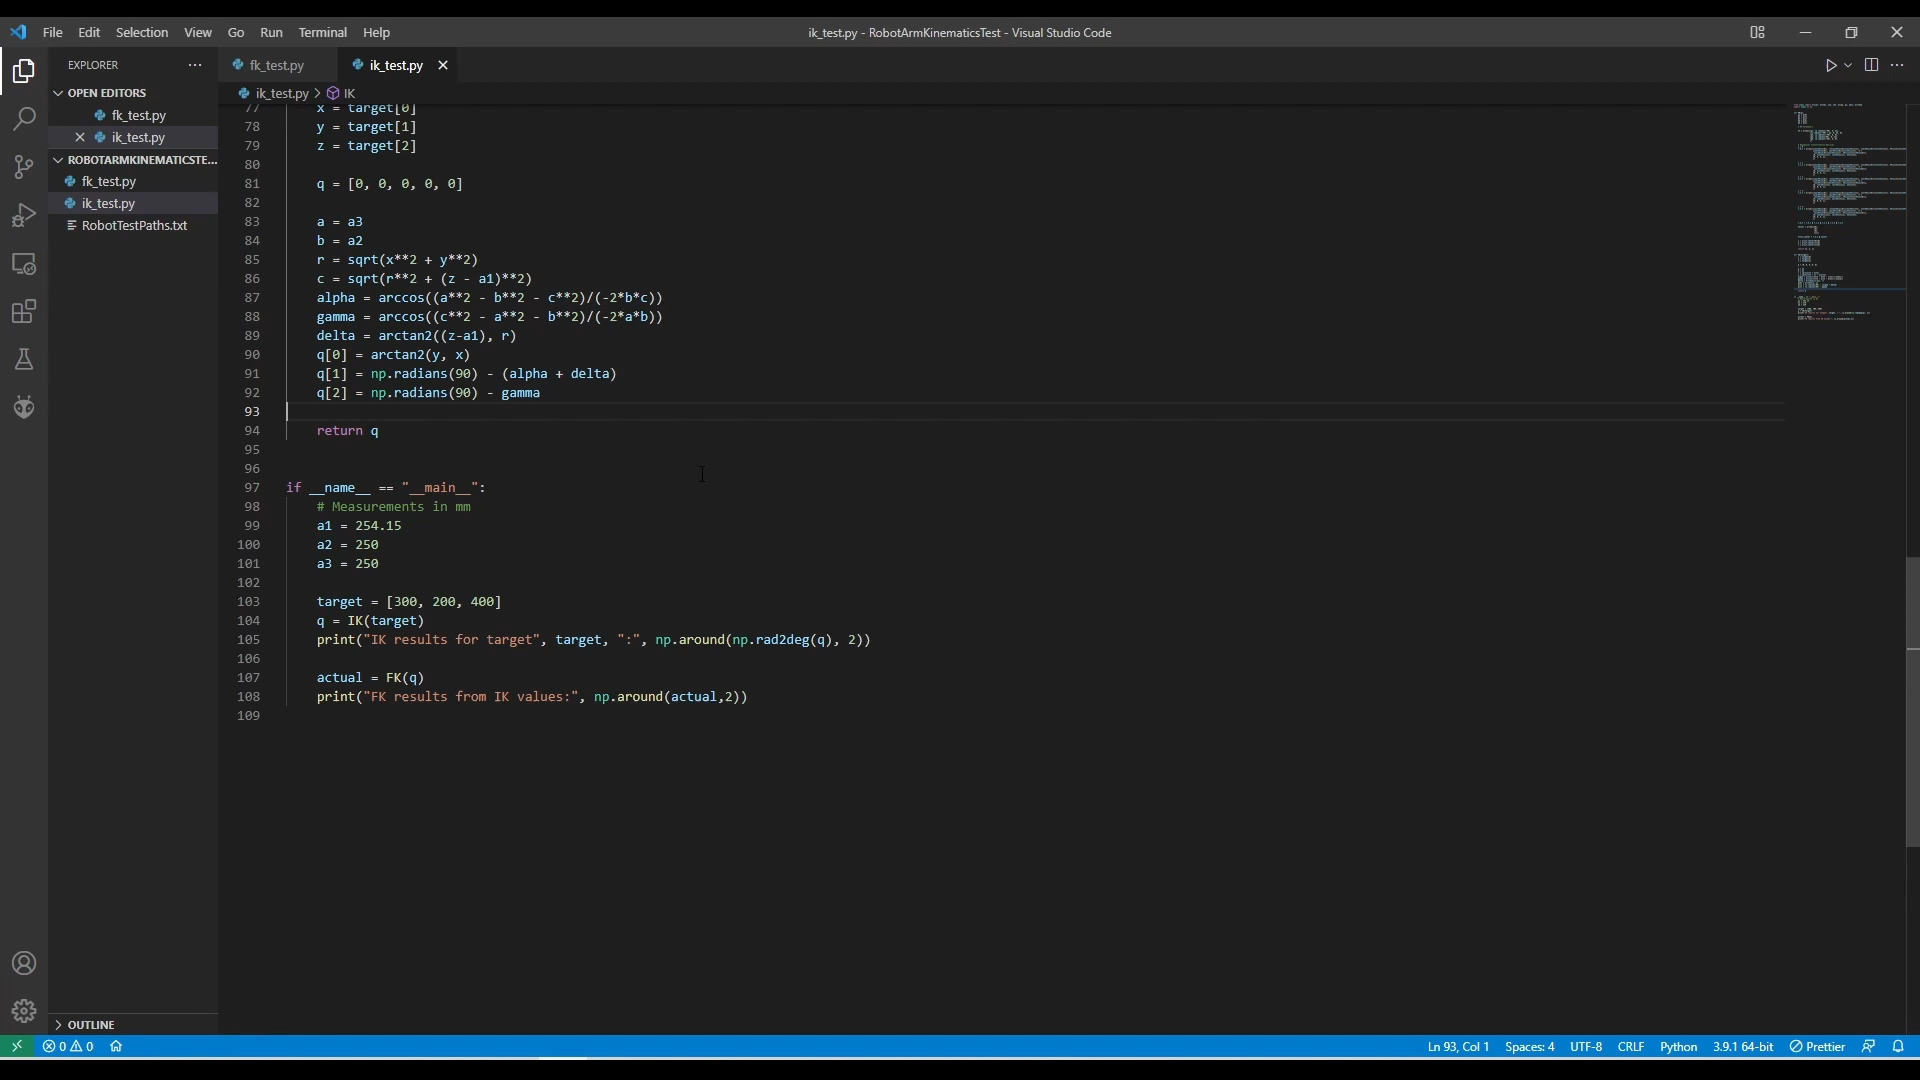 File Edit Selection View Go Run Terminal Help
ik_test.py - RobotArmKinematicsTest - Visual Studio Code
EXPLORER
OPEN EDITORS
fk_test.py
ik_test.py
ROBOTARMKINEMATICSTE...
fk_test.py
ik_test.py
RobotTestPaths.txt
OUTLINE
fk_test.py ik_test.py
ik_test.py > IK
77 x = target[0]
78 y = target[1]
79 z = target[2]
80
81 q = [0, 0, 0, 0, 0]
82
83 a = a3
84 b = a2
85 r = sqrt(x**2 + y**2)
86 c = sqrt(r**2 + (z - a1)**2)
87 alpha = arccos((a**2 - b**2 - c**2)/(-2*b*c))
88 gamma = arccos((c**2 - a**2 - b**2)/(-2*a*b))
89 delta = arctan2((z-a1), r)
90 q[0] = arctan2(y, x)
91 q[1] = np.radians(90) - (alpha + delta)
92 q[2] = np.radians(90) - gamma
93
94 return q
95
96
97 if __name__ == "__main__":
98 # Measurements in mm
99 a1 = 254.15
100 a2 = 250
101 a3 = 250
102
103 target = [300, 200, 400]
104 q = IK(target)
105 print("IK results for target", target, ":", np.around(np.rad2deg(q), 2))
106
107 actual = FK(q)
108 print("FK results from IK values:", np.around(actual,2))
109
0 0
Ln 93, Col 1 Spaces: 4 UTF-8 CRLF Python 3.9.1 64-bit Prettier